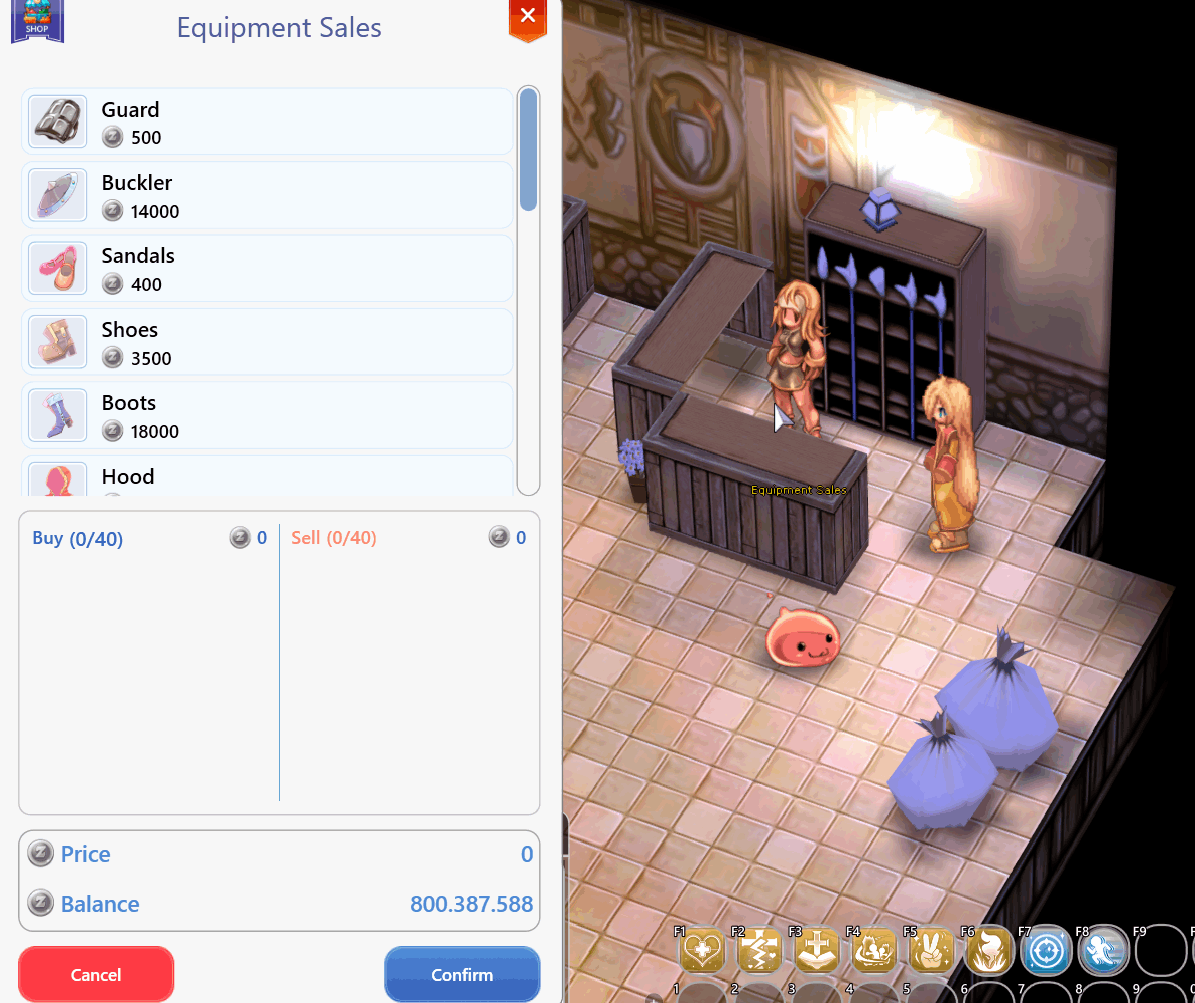 SHOP
Equipment Sales
Guard
500
Buckler
14000
Sandals
400
Shoes
3500
Boots
18000
Hood
Buy (0/40)
0
Sell (0/40)
0
Price
0
Balance
800.387.588
Cancel
Confirm
Equipment Sales
F1 F2 F3 F4 F5 F6 F7 F8 F9
1 2 3 4 5 6 7 8 9